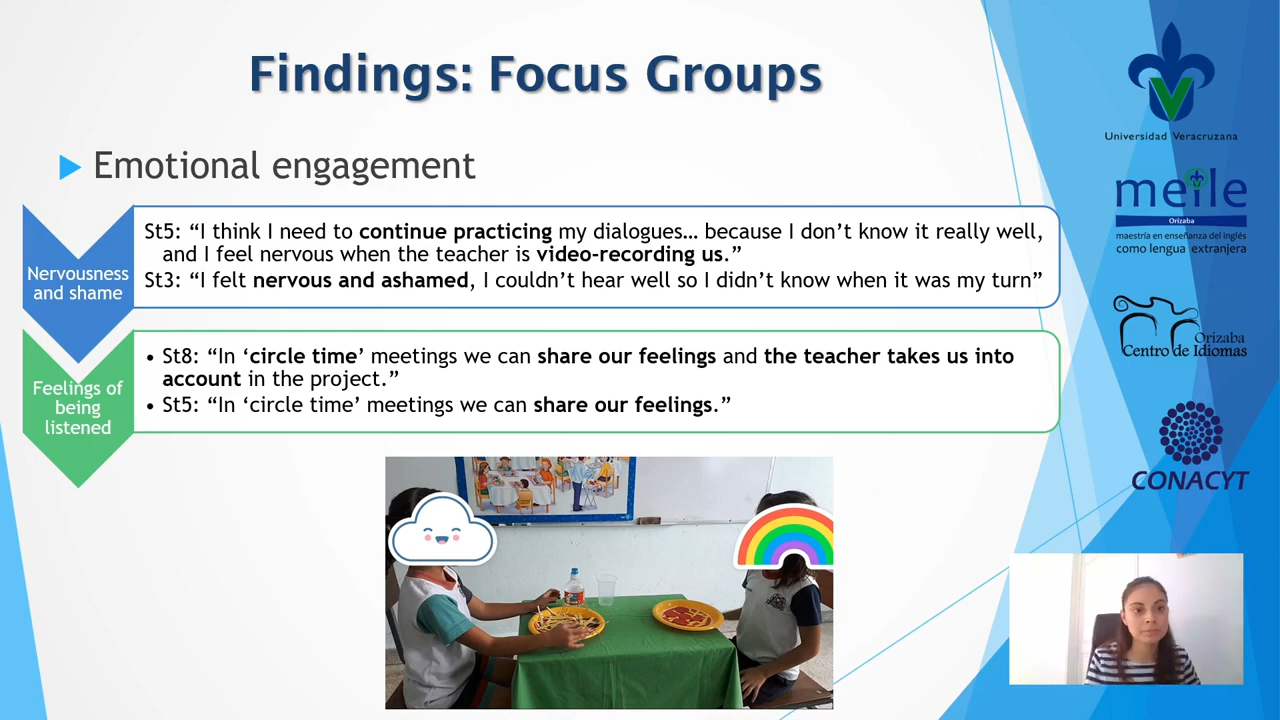 Findings: Focus Groups
Emotional engagement
Nervousness
and shame
St5: “I think I need to continue practicing my dialogues… because I don’t know it really well,
and I feel nervous when the teacher is video-recording us.”
St3: “I felt nervous and ashamed, I couldn’t hear well so I didn’t know when it was my turn”
Feelings of
being
listened
• St8: “In ‘circle time’ meetings we can share our feelings and the teacher takes us into
account in the project.”
• St5: “In ‘circle time’ meetings we can share our feelings.”
Universidad Veracruzana
meile
Orizaba
maestría en enseñanza del inglés
como lengua extranjera
Orizaba
Centro de Idiomas
CONACYT